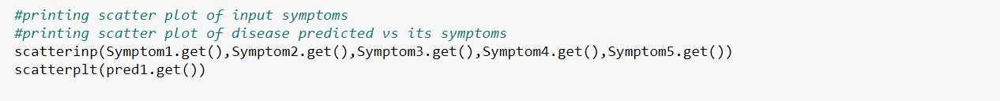 #printing scatter plot of input symptoms
#printing scatter plot of disease predicted vs its symptoms
scatterinp(Symptom1.get(),Symptom2.get(),Symptom3.get(),Symptom4.get(),Symptom5.get())
scatterplt(pred1.get())